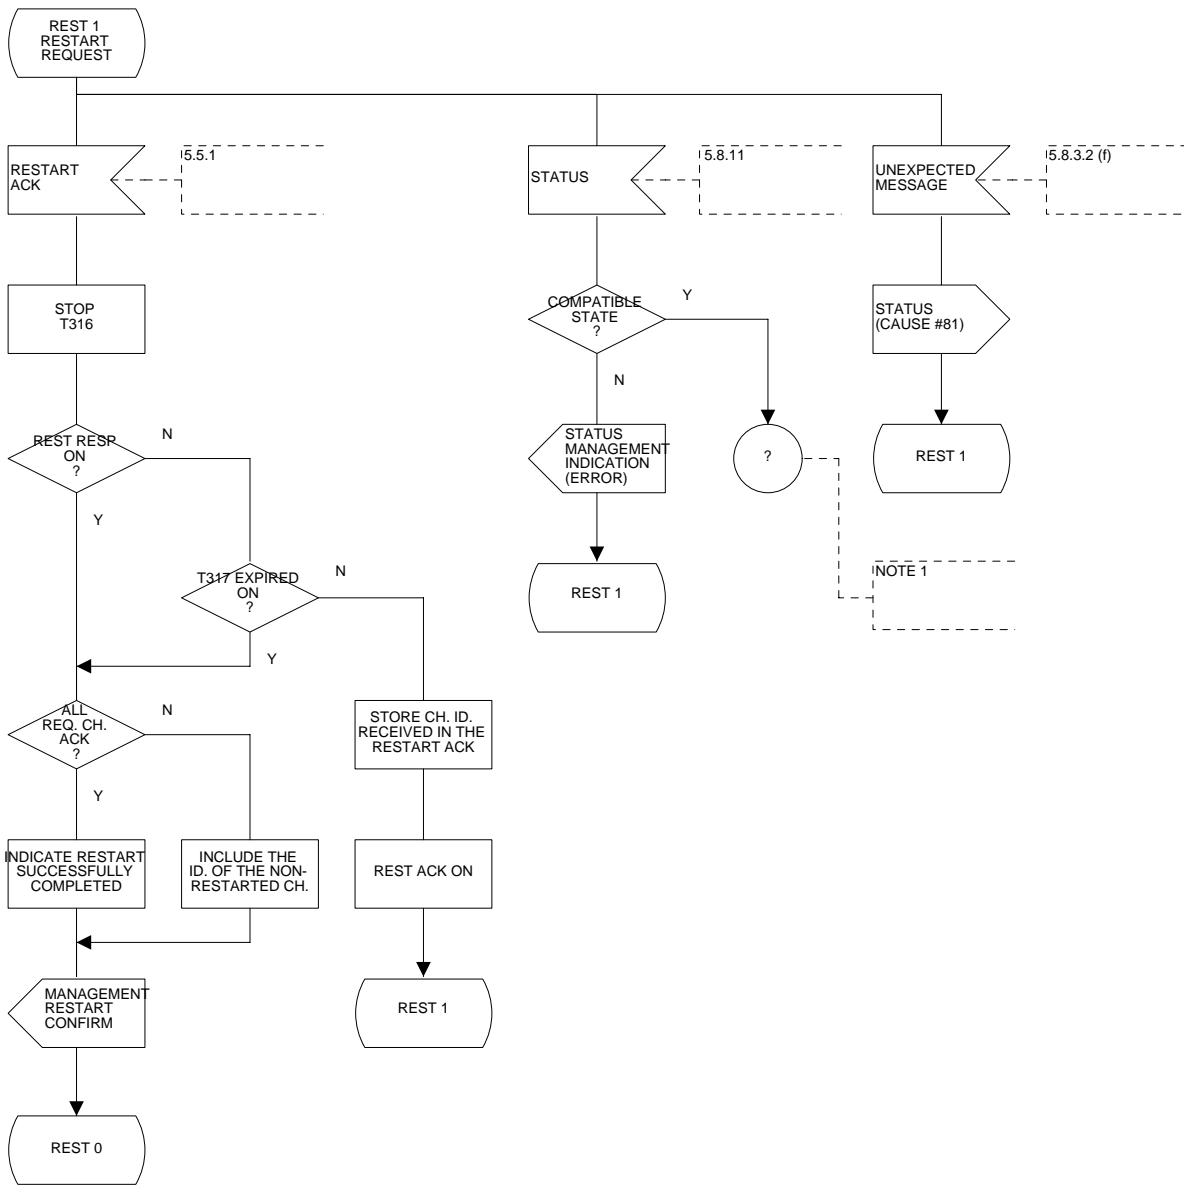 REST 1
RESTART
REQUEST
RESTART
ACK
5.5.1
STATUS
5.8.11
UNEXPECTED
MESSAGE
5.8.3.2 (f)
STOP
T316
COMPATIBLE
STATE
?
Y
N
STATUS
(CAUSE #81)
REST RESP
ON
?
N
Y
STATUS
MANAGEMENT
INDICATION
(ERROR)
?
REST 1
T317 EXPIRED
ON
?
N
Y
REST 1
NOTE 1
ALL
REQ. CH.
ACK
?
N
Y
STORE CH. ID.
RECEIVED IN THE
RESTART ACK
INDICATE RESTART
SUCCESSFULLY
COMPLETED
INCLUDE THE
ID. OF THE NON-
RESTARTED CH.
REST ACK ON
MANAGEMENT
RESTART
CONFIRM
REST 1
REST 0